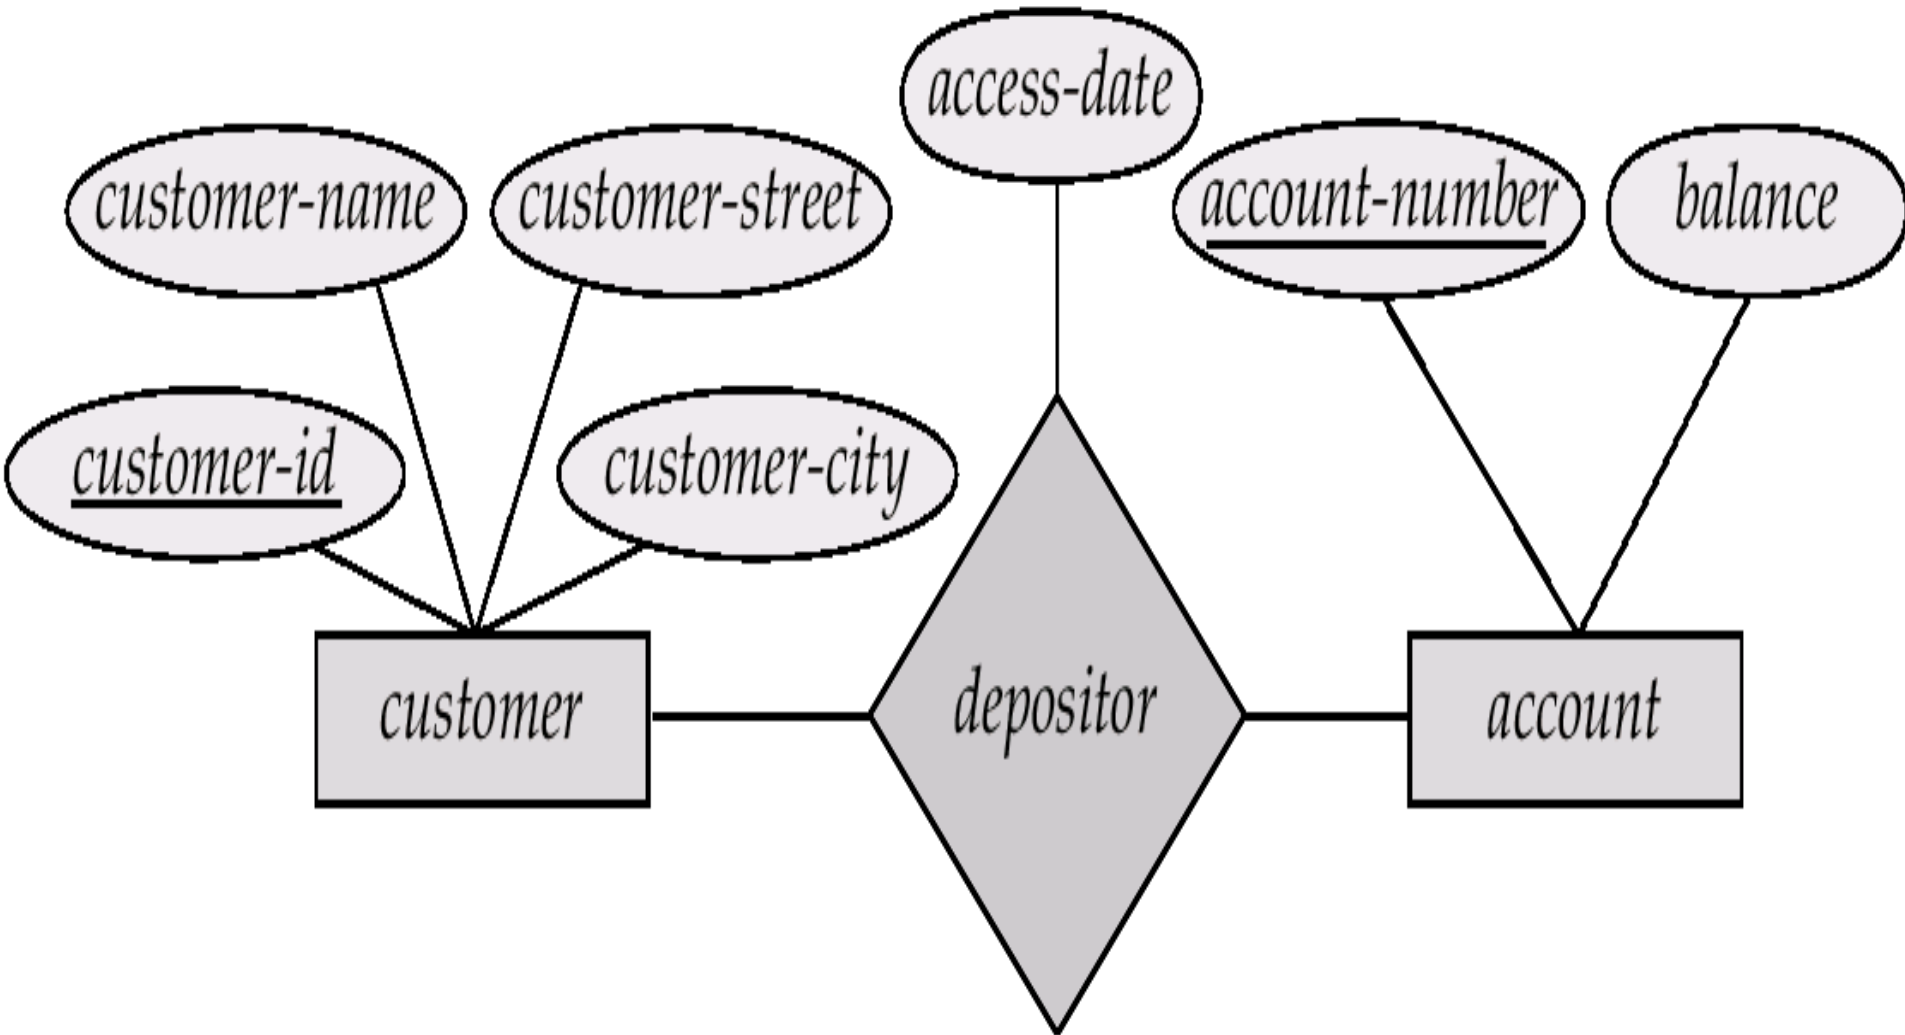 access-date
customer-name
customer-street
account-number
balance
customer-id
customer-city
customer
depositor
account